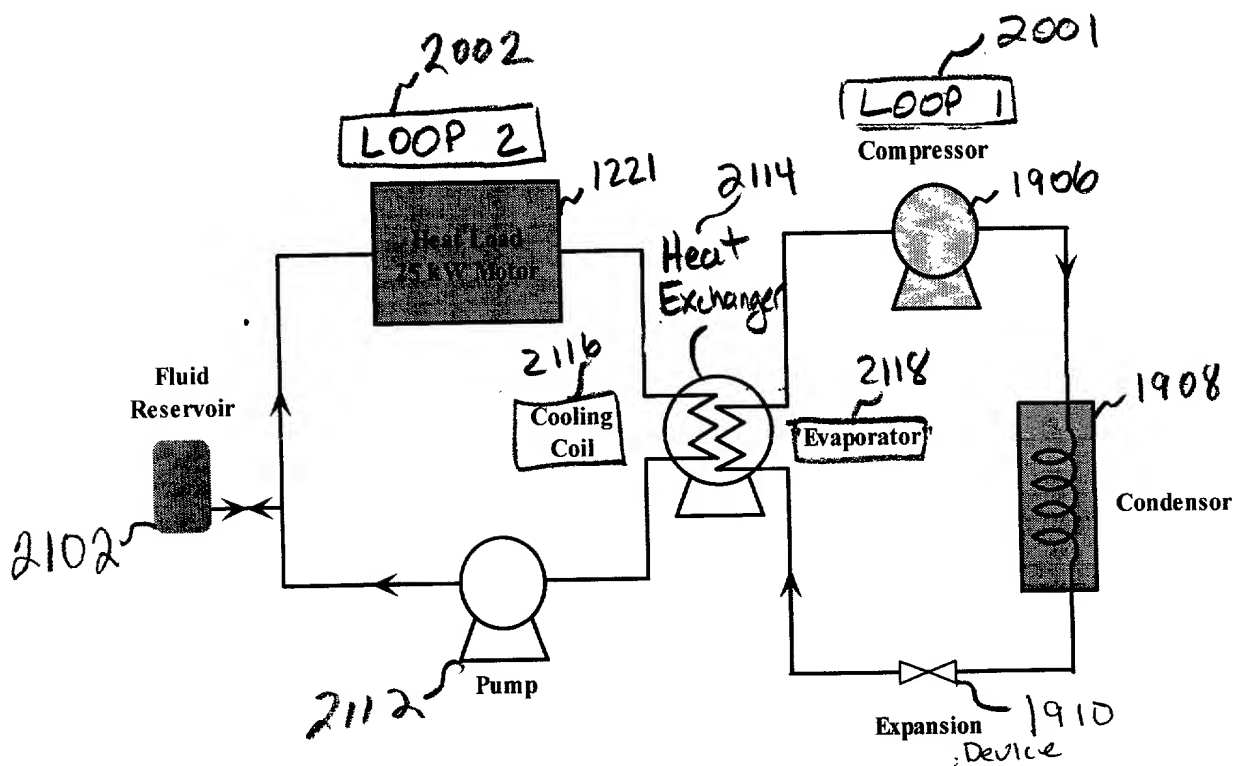 2002
LOOP 2
2001
LOOP 1
Compressor
1221
Heat Load
75 kW Motor
2114
Heat
Exchanger
1906
Fluid
Reservoir
2116
Cooling
Coil
2118
Evaporator
1908
Condensor
2102
2112
Pump
Expansion
Device
1910